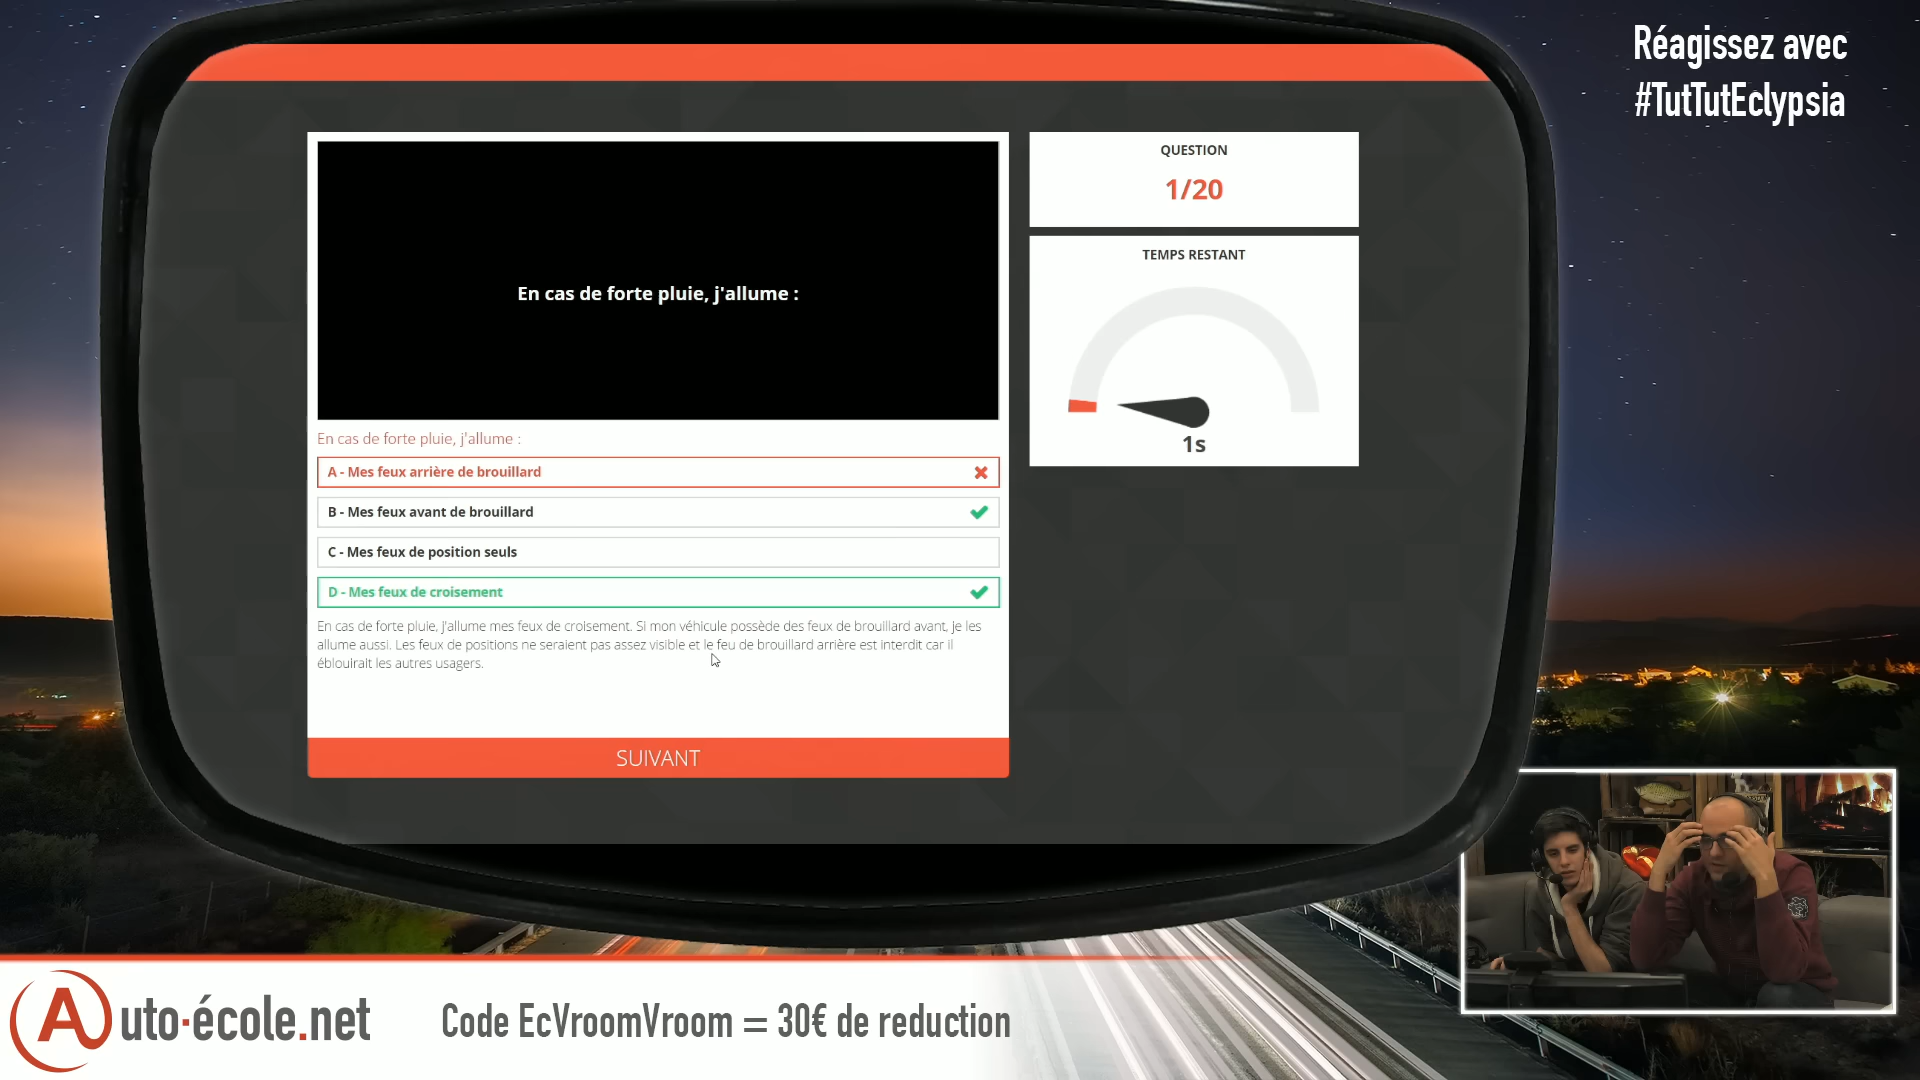 Réagissez avec
#TutTutEclypsia
QUESTION
1/20
TEMPS RESTANT
1s
En cas de forte pluie, j'allume :
En cas de forte pluie, j'allume :
A - Mes feux arrière de brouillard
B - Mes feux avant de brouillard
C - Mes feux de position seuls
D - Mes feux de croisement
En cas de forte pluie, j'allume mes feux de croisement. Si mon véhicule possède des feux de brouillard avant, je les
allume aussi. Les feux de positions ne seraient pas assez visible et le feu de brouillard arrière est interdit car il
éblouirait les autres usagers.
SUIVANT
Auto·école.net
Code EcVroomVroom = 30€ de reduction